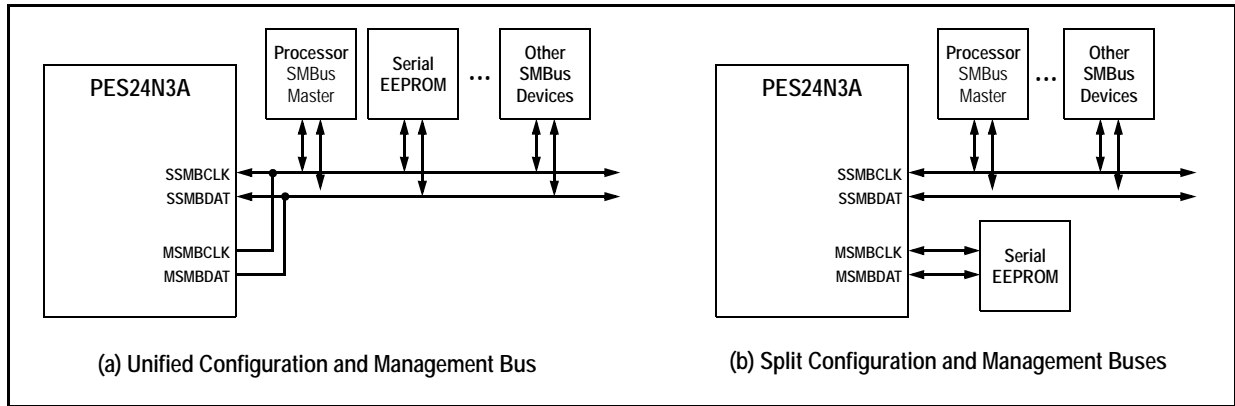 PES24N3A
Processor
SMBus
Master
Serial
EEPROM
...
Other
SMBus
Devices
SSMBCLK
SSMBDAT
MSMBCLK
MSMBDAT
(a) Unified Configuration and Management Bus
PES24N3A
Processor
SMBus
Master
...
Other
SMBus
Devices
SSMBCLK
SSMBDAT
MSMBCLK
MSMBDAT
Serial
EEPROM
(b) Split Configuration and Management Buses